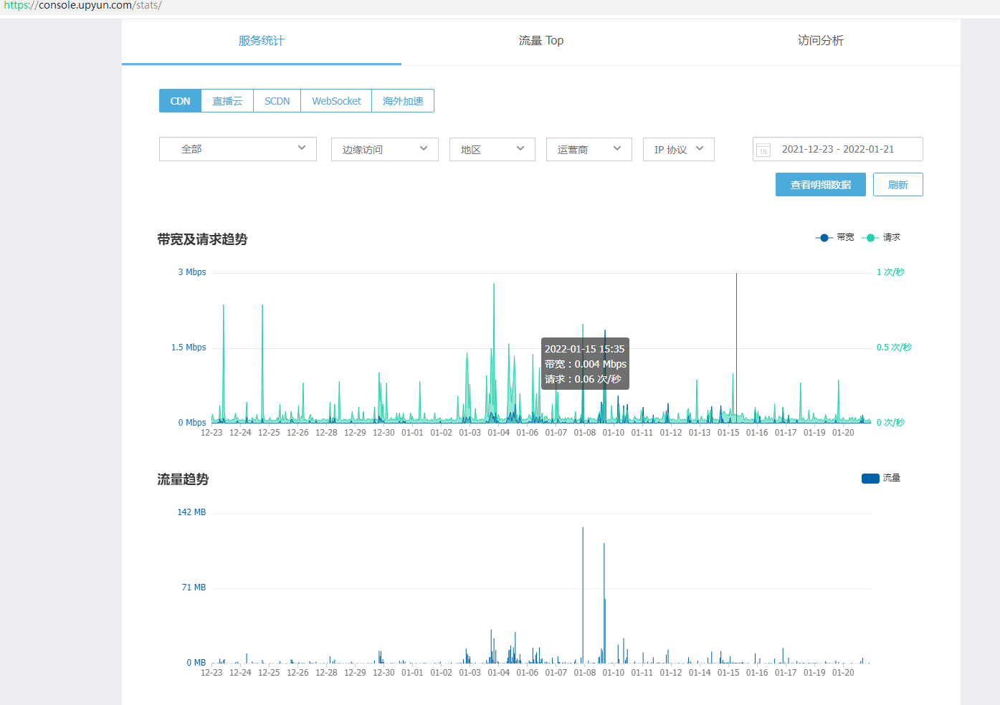 https://console.upyun.com/stats/
服务统计 流量 Top 访问分析
CDN 直播云 SCDN WebSocket 海外加速
全部 边缘访问 地区 运营商 IP 协议 15 2021-12-23 - 2022-01-21
查看明细数据 刷新
带宽及请求趋势 带宽 请求
3 Mbps 1 次/秒
1.5 Mbps 0.5 次/秒
2022-01-15 15:35
带宽 : 0.004 Mbps
请求 : 0.06 次/秒
0 Mbps 0 次/秒
12-23 12-24 12-25 12-26 12-28 12-29 12-30 01-01 01-02 01-03 01-04 01-06 01-07 01-08 01-10 01-11 01-12 01-13 01-15 01-16 01-17 01-19 01-20
流量趋势 流量
142 MB
71 MB
0 MB
12-23 12-24 12-25 12-26 12-28 12-29 12-30 01-01 01-02 01-03 01-04 01-06 01-07 01-08 01-10 01-11 01-12 01-13 01-15 01-16 01-17 01-19 01-20